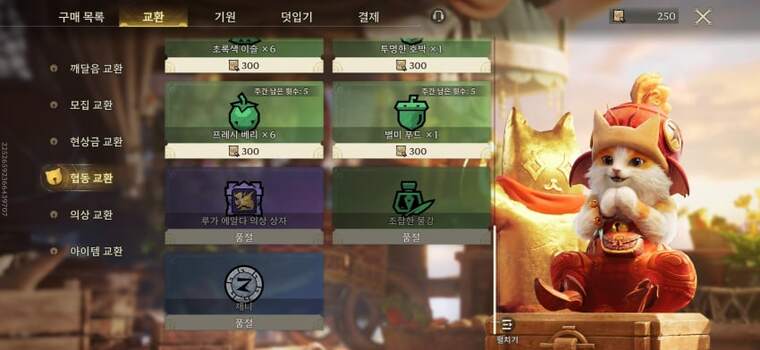 구매 목록
교환
기원
덧입기
결제
250
깨달음 교환
모집 교환
현상금 교환
협동 교환
의상 교환
아이템 교환
초록색 이슬 ×6
300
투명한 호박 ×1
300
주간 남은 횟수: 5
프레시 베리 ×6
300
주간 남은 횟수: 5
별미 푸드 ×1
300
루가 에일다 의상 상자
품절
조잡한 물감
품절
제니
품절
펼치기
2252659236643970​7